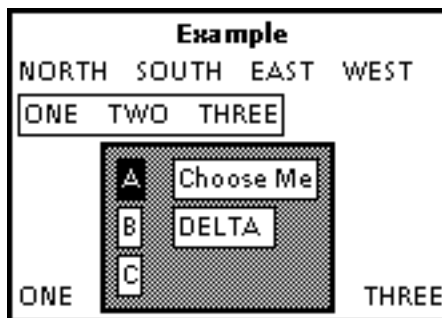 Example
NORTH SOUTH EAST WEST
ONE TWO THREE
A Choose Me
B DELTA
C
ONE THREE